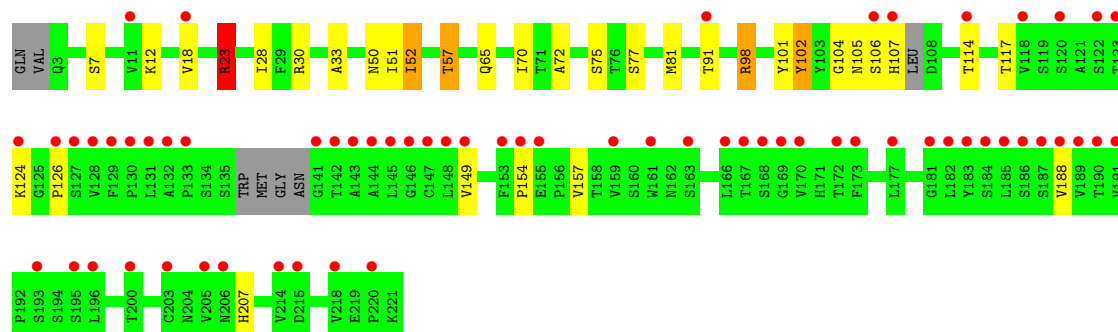 GLN VAL Q3 S7 V11 K12 V18 R23 I28 F29 R30 A33 N50 I51 I52 T57 Q65 I70 T71 A72 S75 T76 S77 M81 T91 R98 Y101 Y102 Y103 G104 N105 S106 H107 LEU D108 T114 T117 V118 S119 S120 A121 S122 T123
K124 G125 P126 S127 V128 F129 P130 L131 A132 P133 S134 S135 TRP MET GLY ASN G141 T142 A143 A144 L145 G146 C147 L148 V149 F153 P154 E155 P156 V157 T158 V159 S160 W161 N162 S163 L166 T167 S168 G169 V170 H171 T172 F173 L177 G181 L182 Y183 S184 L185 S186 S187 V188 V189 T190
P192 S193 S194 S195 L196 T200 C203 N204 V205 N206 H207 V214 D215 V218 E219 P220 K221